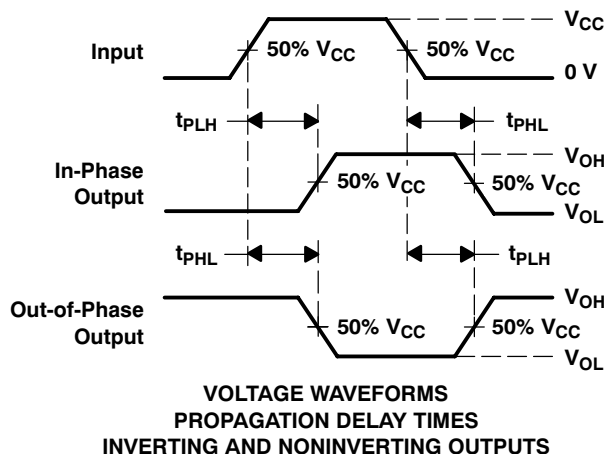 VCC
Input
50% VCC
50% VCC
0 V
tPLH
tPHL
VOH
In-Phase
Output
50% VCC
50% VCC
VOL
tPHL
tPLH
VOH
Out-of-Phase
Output
50% VCC
50% VCC
VOL
VOLTAGE WAVEFORMS
PROPAGATION DELAY TIMES
INVERTING AND NONINVERTING OUTPUTS